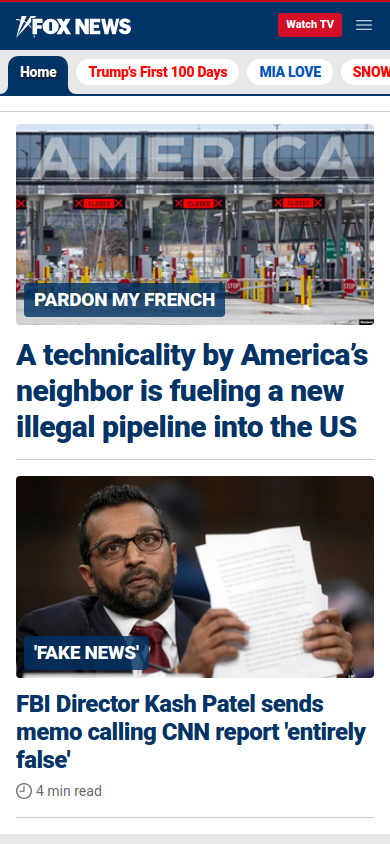 FOX NEWS
Watch TV
Home
Trump's First 100 Days
MIA LOVE
SNOW
AMERICA
CLOSED
CLOSED
CLOSED
STOP
STOP
PARDON MY FRENCH
A technicality by America’s
neighbor is fueling a new
illegal pipeline into the US
'FAKE NEWS'
FBI Director Kash Patel sends
memo calling CNN report 'entirely
false'
4 min read